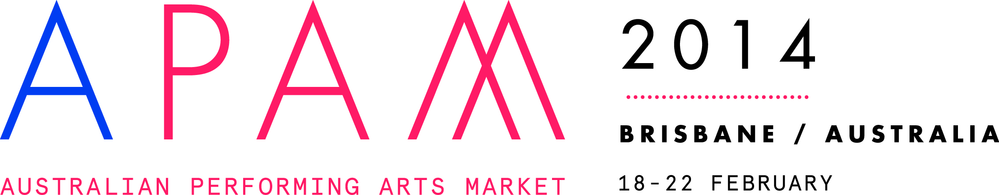 APAM
AUSTRALIAN PERFORMING ARTS MARKET
2014
BRISBANE / AUSTRALIA
18–22 FEBRUARY